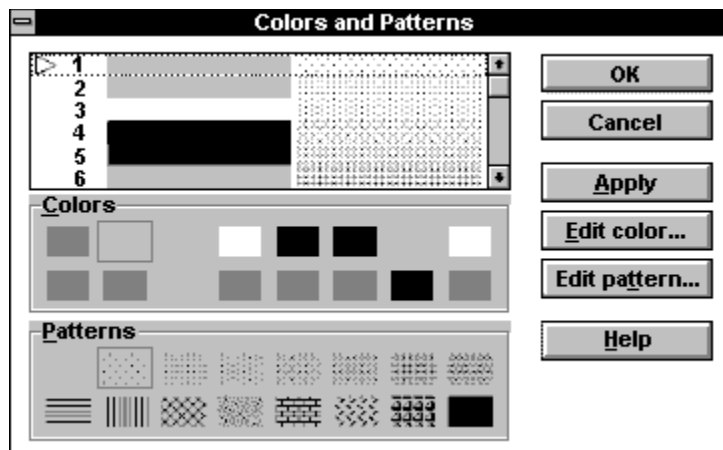 Colors and Patterns
1
2
3
4
5
6
OK
Cancel
Apply
Edit color...
Edit pattern...
Help
Colors
Patterns